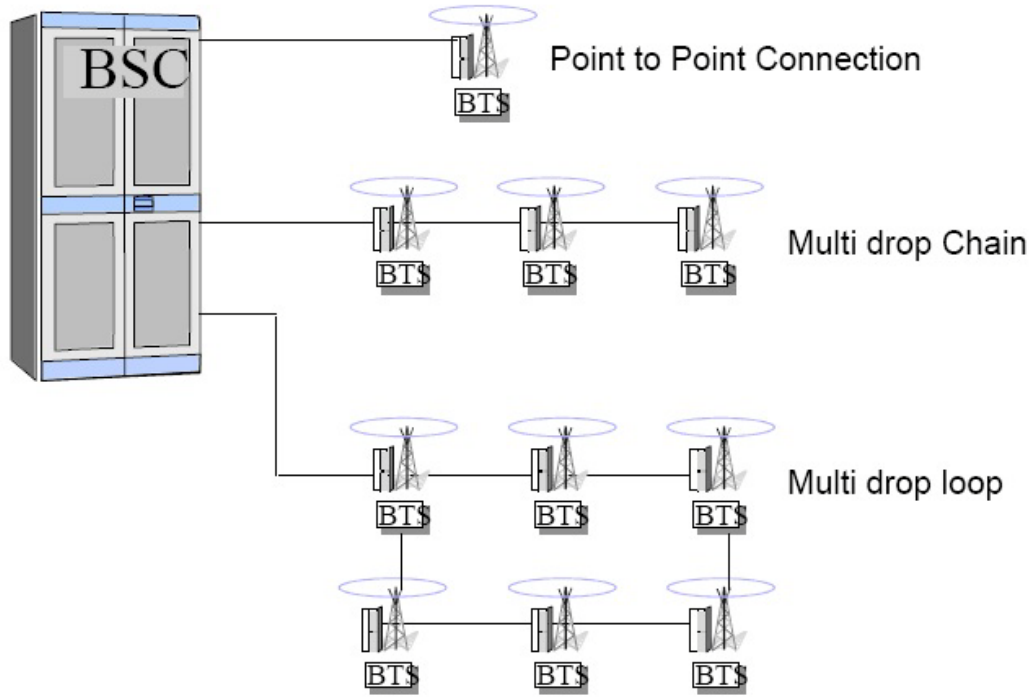 BSC
BTS
Point to Point Connection
BTS
BTS
BTS
Multi drop Chain
BTS
BTS
BTS
Multi drop loop
BTS
BTS
BTS